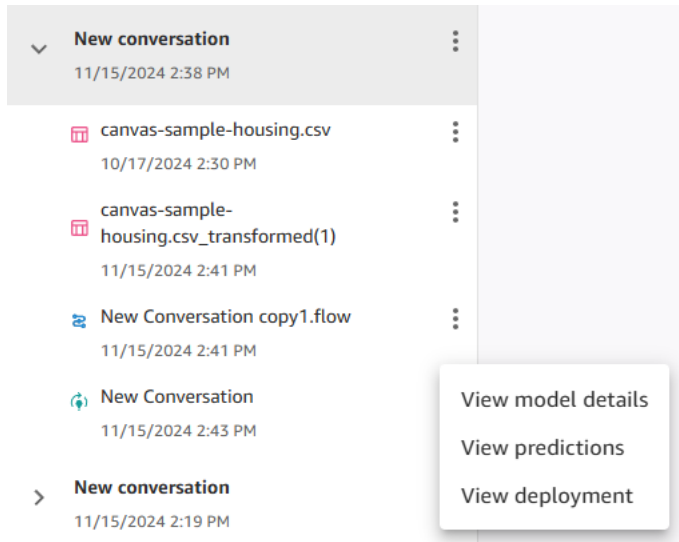 New conversation
11/15/2024 2:38 PM
canvas-sample-housing.csv
10/17/2024 2:30 PM
canvas-sample-
housing.csv_transformed(1)
11/15/2024 2:41 PM
New Conversation copy1.flow
11/15/2024 2:41 PM
New Conversation
11/15/2024 2:43 PM
View model details
View predictions
View deployment
New conversation
11/15/2024 2:19 PM